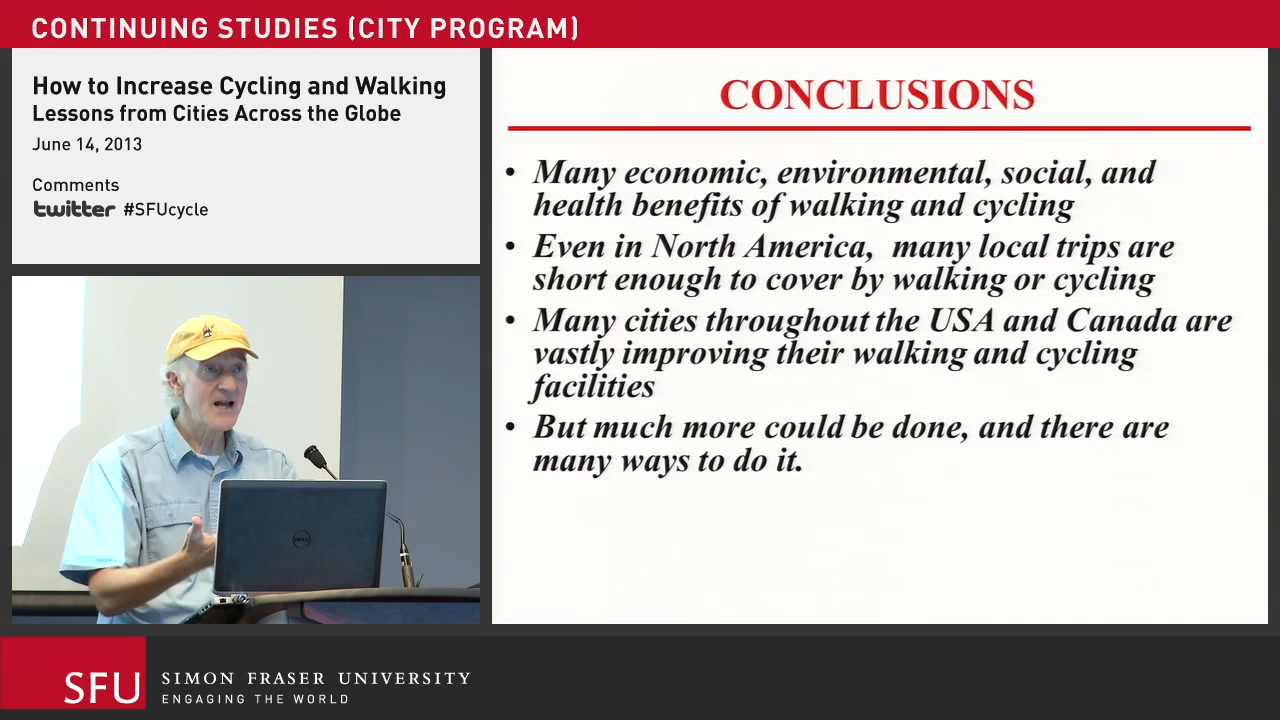 CONTINUING STUDIES (CITY PROGRAM)
How to Increase Cycling and Walking
Lessons from Cities Across the Globe
June 14, 2013
Comments
twitter #SFUcycle
CONCLUSIONS
• Many economic, environmental, social, and
health benefits of walking and cycling
• Even in North America, many local trips are
short enough to cover by walking or cycling
• Many cities throughout the USA and Canada are
vastly improving their walking and cycling
facilities
• But much more could be done, and there are
many ways to do it.
DELL
SFU
SIMON FRASER UNIVERSITY
ENGAGING THE WORLD